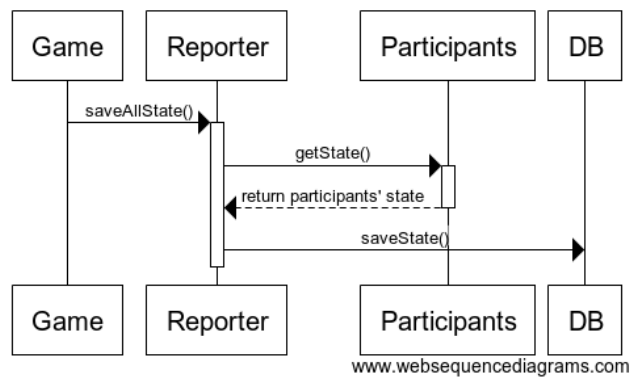 Game
Reporter
Participants
DB
saveAllState()
getState()
return participants' state
saveState()
Game
Reporter
Participants
DB
www.websequencediagrams.com